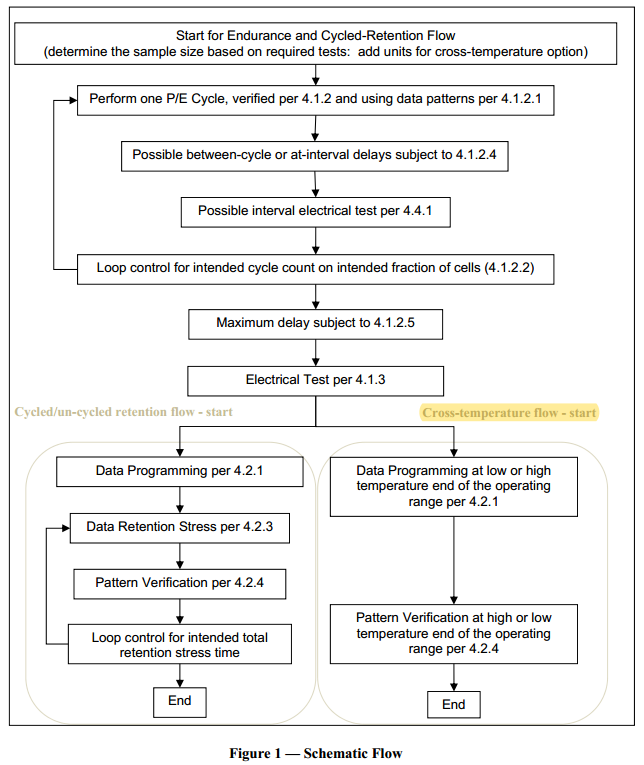 Start for Endurance and Cycled-Retention Flow
(determine the sample size based on required tests:  add units for cross-temperature option)
Perform one P/E Cycle, verified per 4.1.2 and using data patterns per 4.1.2.1
Possible between-cycle or at-interval delays subject to 4.1.2.4
Possible interval electrical test per 4.4.1
Loop control for intended cycle count on intended fraction of cells (4.1.2.2)
Maximum delay subject to 4.1.2.5
Electrical Test per 4.1.3
Cycled/un-cycled retention flow - start
Cross-temperature flow - start
Data Programming per 4.2.1
Data Retention Stress per 4.2.3
Pattern Verification per 4.2.4
Loop control for intended total
retention stress time
End
Data Programming at low or high
temperature end of the operating
range per 4.2.1
Pattern Verification at high or low
temperature end of the operating
range per 4.2.4
End
Figure 1 — Schematic Flow